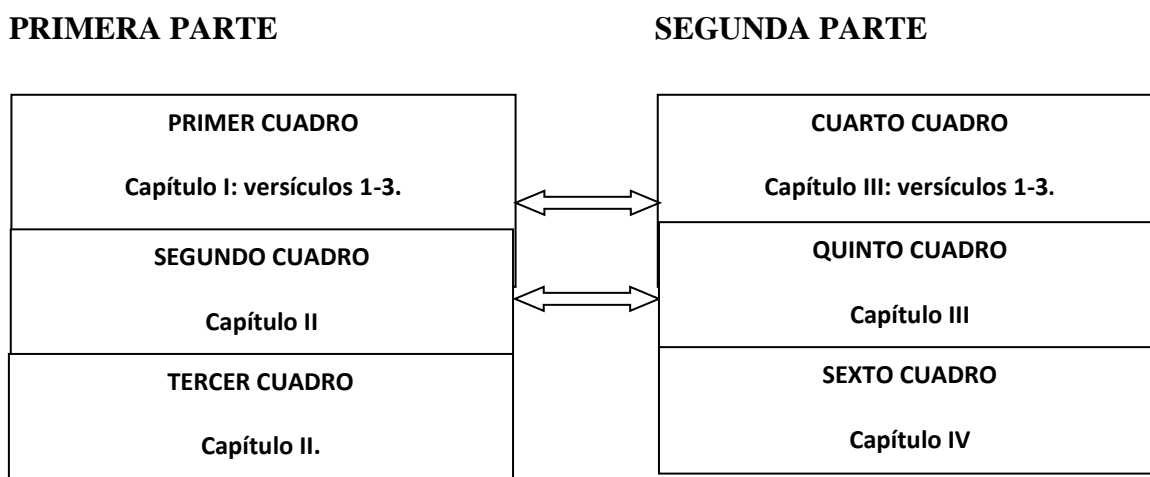 PRIMERA PARTE
SEGUNDA PARTE
PRIMER CUADRO
Capítulo I: versículos 1-3.
SEGUNDO CUADRO
Capítulo II
TERCER CUADRO
Capítulo II.
CUARTO CUADRO
Capítulo III: versículos 1-3.
QUINTO CUADRO
Capítulo III
SEXTO CUADRO
Capítulo IV